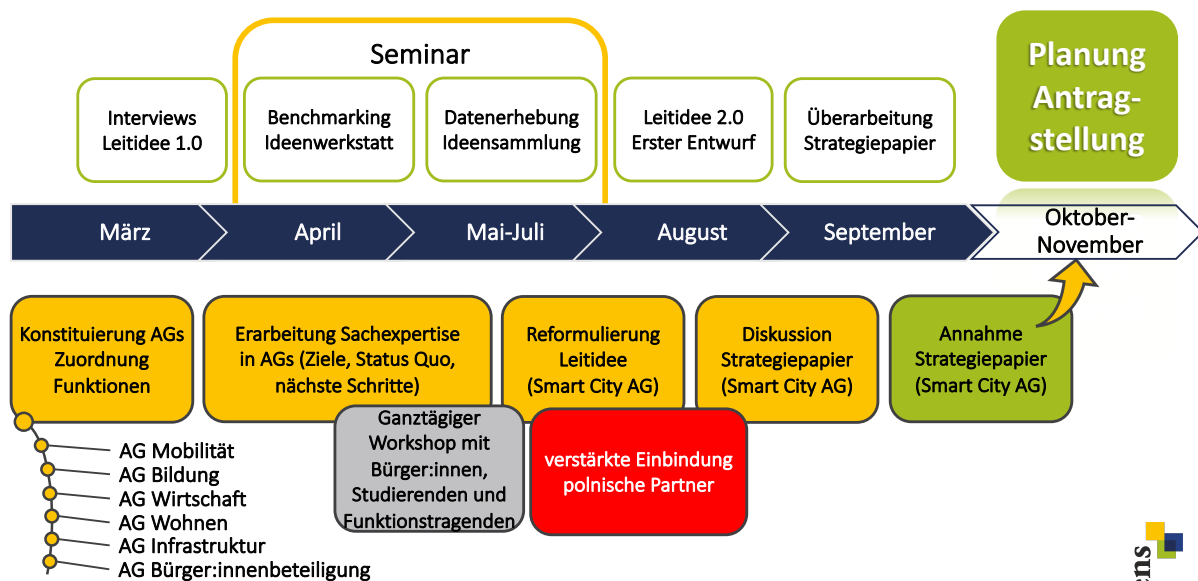 Seminar
Planung
Antrag-
stellung
Interviews
Leitidee 1.0
Benchmarking
Ideenwerkstatt
Datenerhebung
Ideensammlung
Leitidee 2.0
Erster Entwurf
Überarbeitung
Strategiepapier
März
April
Mai-Juli
August
September
Oktober-
November
Konstituierung AGs
Zuordnung
Funktionen
Erarbeitung Sachexpertise
in AGs (Ziele, Status Quo,
nächste Schritte)
Reformulierung
Leitidee
(Smart City AG)
Diskussion
Strategiepapier
(Smart City AG)
Annahme
Strategiepapier
(Smart City AG)
Ganztägiger
Workshop mit
Bürger:innen,
Studierenden und
Funktionstragenden
verstärkte Einbindung
polnische Partner
AG Mobilität
AG Bildung
AG Wirtschaft
AG Wohnen
AG Infrastruktur
AG Bürger:innenbeteiligung
ens